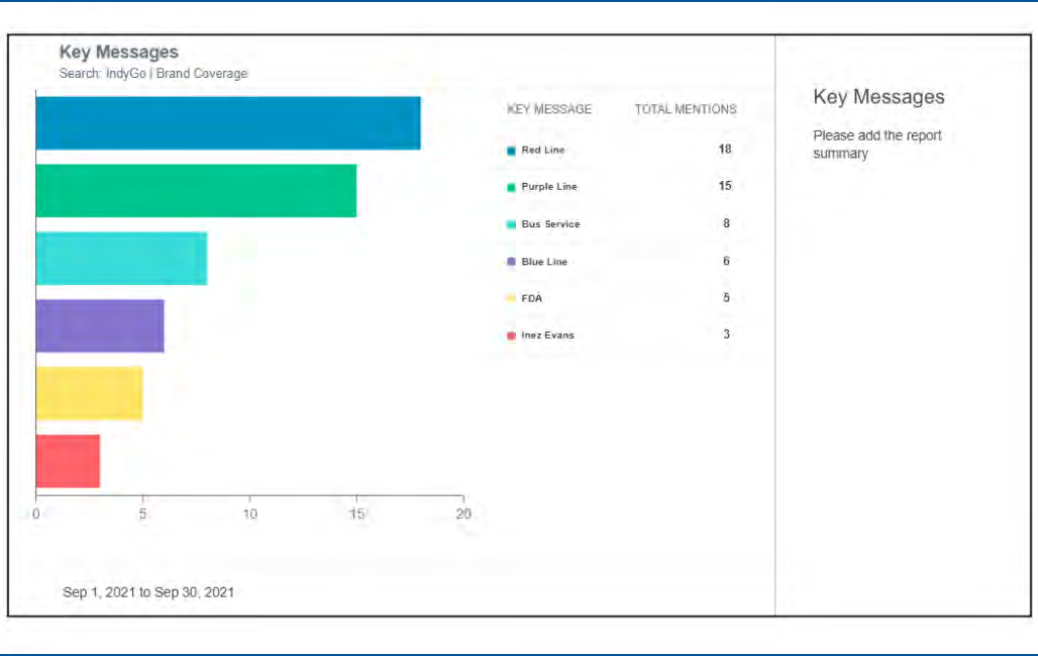 Key Messages
Search: IndyGo | Brand Coverage
KEY MESSAGE TOTAL MENTIONS
Red Line 18
Purple Line 15
Bus Service 8
Blue Line 6
FDA 5
Inez Evans 3
0 5 10 15 20
Sep 1, 2021 to Sep 30, 2021
Key Messages
Please add the report
summary